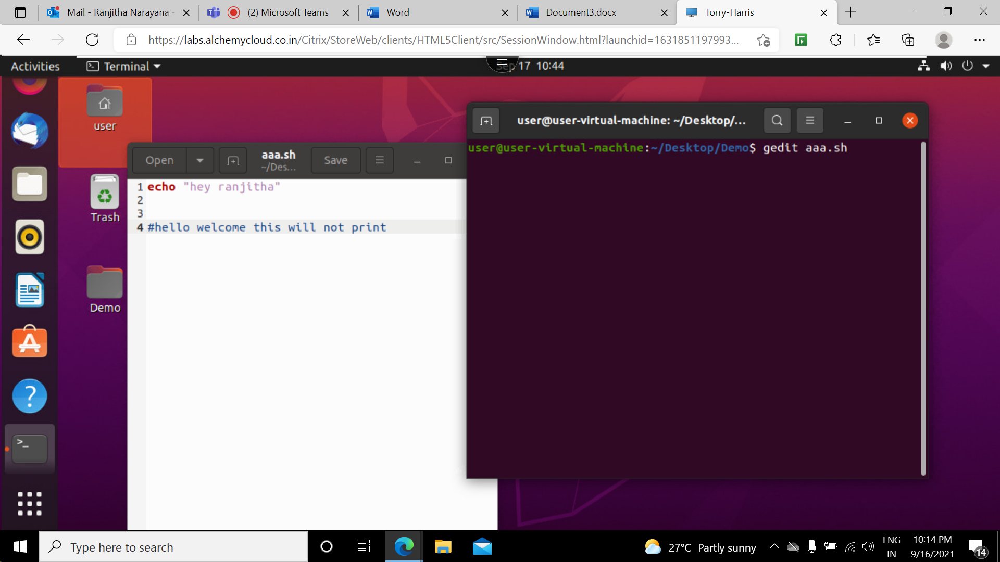 Mail - Ranjitha Narayana -
(2) Microsoft Teams
Word
Document3.docx
Torry-Harris
https://labs.alchemycloud.co.in/Citrix/StoreWeb/clients/HTML5Client/src/SessionWindow.html?launchid=1631851197993...
Activities
Terminal
Sep 17 10:44
user
Trash
Demo
Open
aaa.sh
~/Des...
Save
1 echo "hey ranjitha"
2
3
4 #hello welcome this will not print
user@user-virtual-machine: ~/Desktop/...
user@user-virtual-machine:~/Desktop/Demo$ gedit aaa.sh
Type here to search
27°C Partly sunny
ENG
IN
10:14 PM
9/16/2021
14